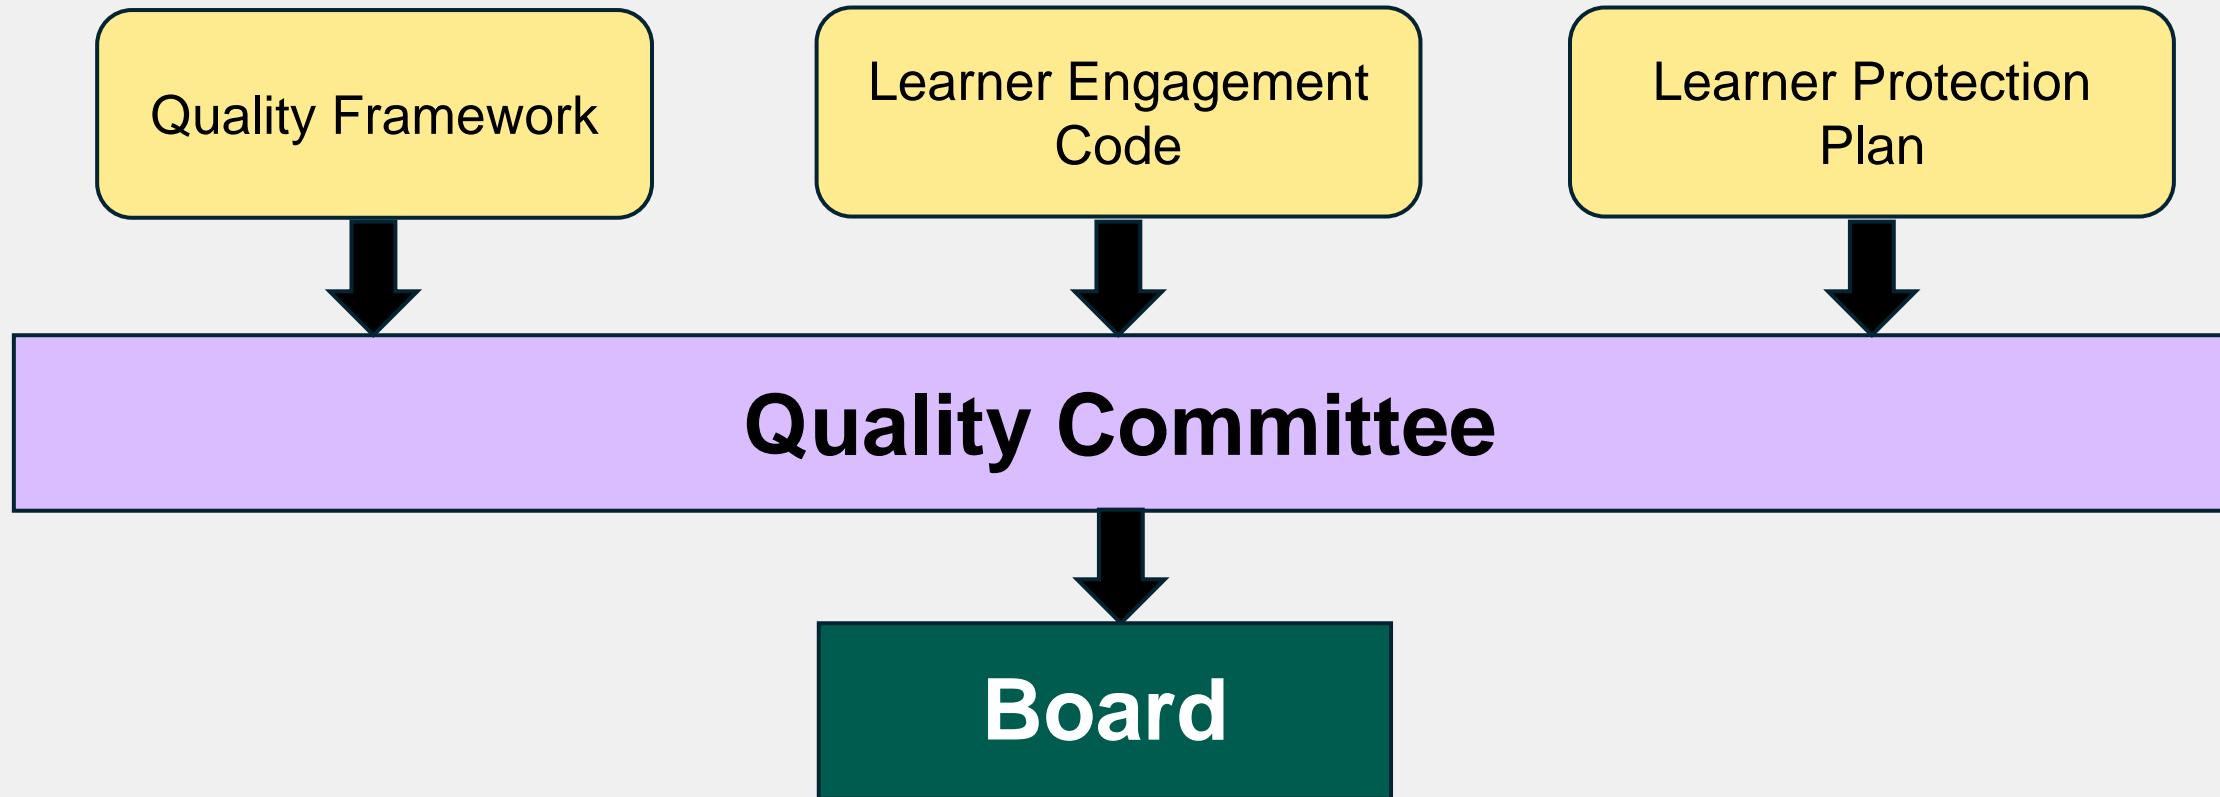 Quality Framework
Learner Engagement
Code
Learner Protection
Plan
Quality Committee
Board